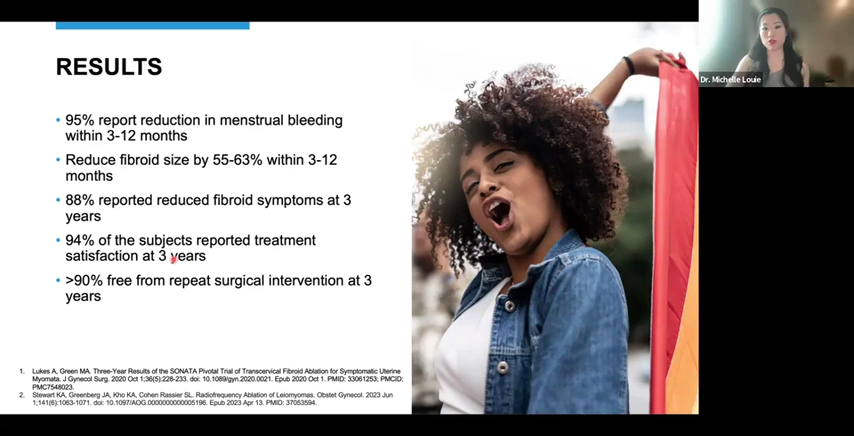 RESULTS
• 95% report reduction in menstrual bleeding
within 3-12 months
• Reduce fibroid size by 55-63% within 3-12
months
• 88% reported reduced fibroid symptoms at 3
years
• 94% of the subjects reported treatment
satisfaction at 3 years
• >90% free from repeat surgical intervention at 3
years
1. Lukes A, Green MA. Three-Year Results of the SONATA Pivotal Trial of Transcervical Fibroid Ablation for Symptomatic Uterine
Myomata. J Gynecol Surg. 2020 Oct 1;36(5):228-233. doi: 10.1089/gyn.2020.0021. Epub 2020 Oct 1. PMID: 33061253; PMCID:
PMC7548023.
2. Stewart KA, Greenberg JA, Kho KA, Cohen Rassier SL. Radiofrequency Ablation of Leiomyomas. Obstet Gynecol. 2023 Jun
1;141(6):1063-1071. doi: 10.1097/AOG.0000000000005196. Epub 2023 Apr 13. PMID: 37053594.
Dr. Michelle Louie